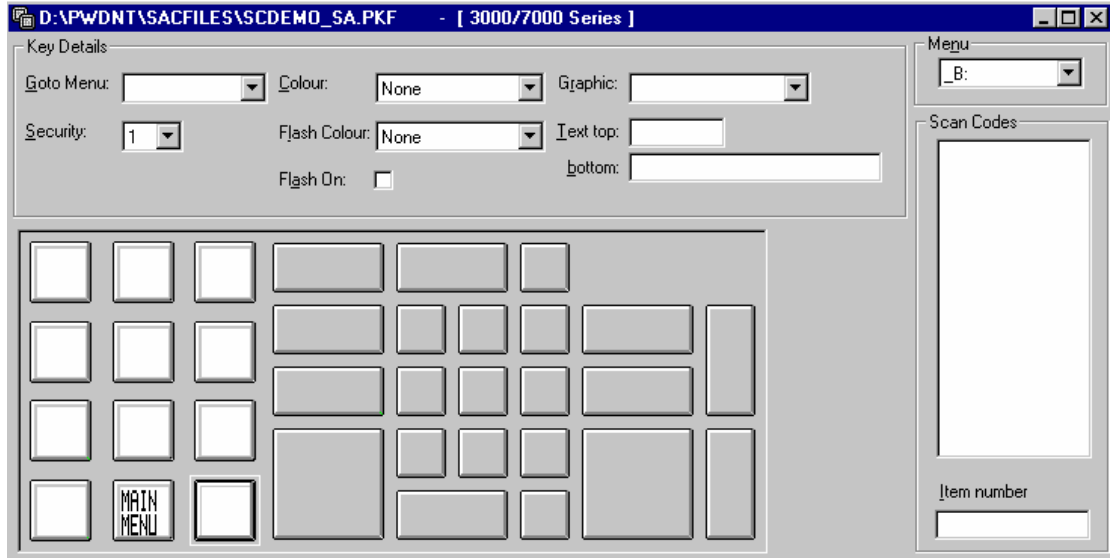 D:\PWDNT\SACFILES\SCDEMO_SA.PKF - [ 3000/7000 Series ]
Key Details
Goto Menu:
Colour: None
Graphic:
Security: 1
Flash Colour: None
Text top:
Flash On:
bottom:
Menu
_B:
Scan Codes
MAIN
MENU
Item number